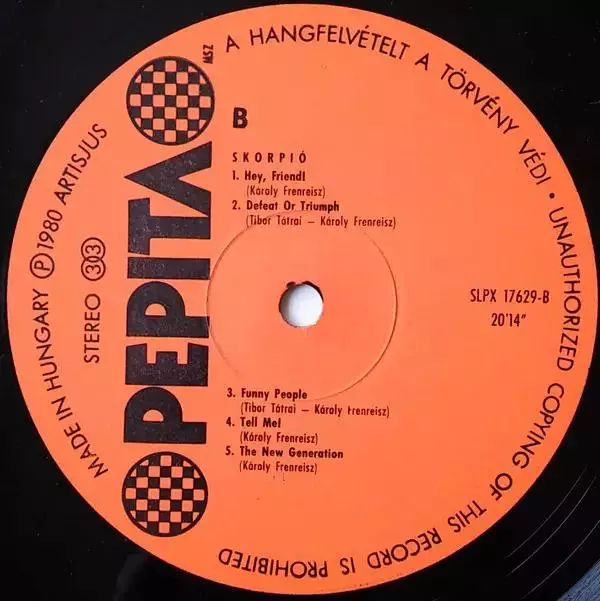 MADE IN HUNGARY Ⓟ 1980 ARTISJUS
STEREO 33
PEPITA
MSZ
A HANGFELVÉTELT A TÖRVÉNY VÉDI • UNAUTHORIZED COPYING OF THIS RECORD IS PROHIBITED
B
SKORPIÓ
1. Hey, Friend!
(Károly Frenreisz)
2. Defeat Or Triumph
(Tibor Tátrai – Károly Frenreisz)
SLPX 17629-B
20'14"
3. Funny People
(Tibor Tátrai – Károly Frenreisz)
4. Tell Me!
(Károly Frenreisz)
5. The New Generation
(Károly Frenreisz)